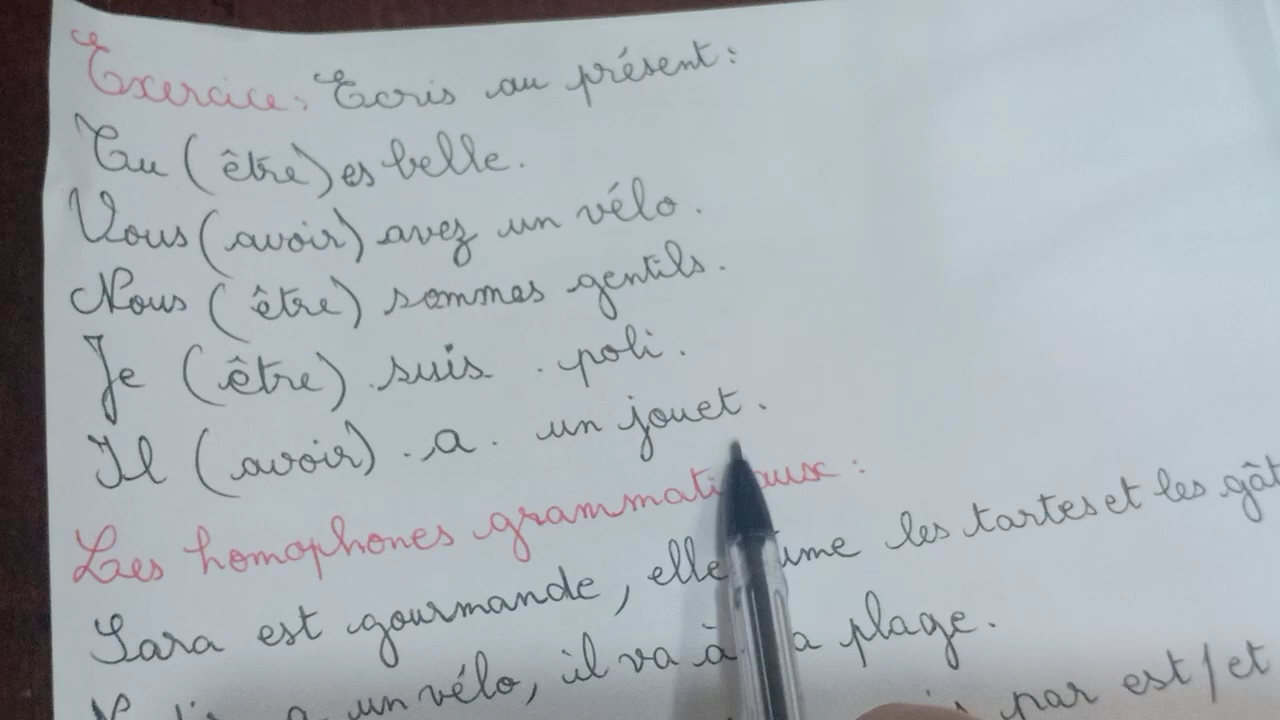 Exercice: Ecris au présent:
Tu (être) es belle.
Vous (avoir) avez un vélo.
Nous (être) sommes gentils.
Je (être) suis . poli.
Il (avoir) . a . un jouet.
Les homophones :
Sara est gourmande, elle les tartes et les
a un vélo, il va à plage.
par est/et